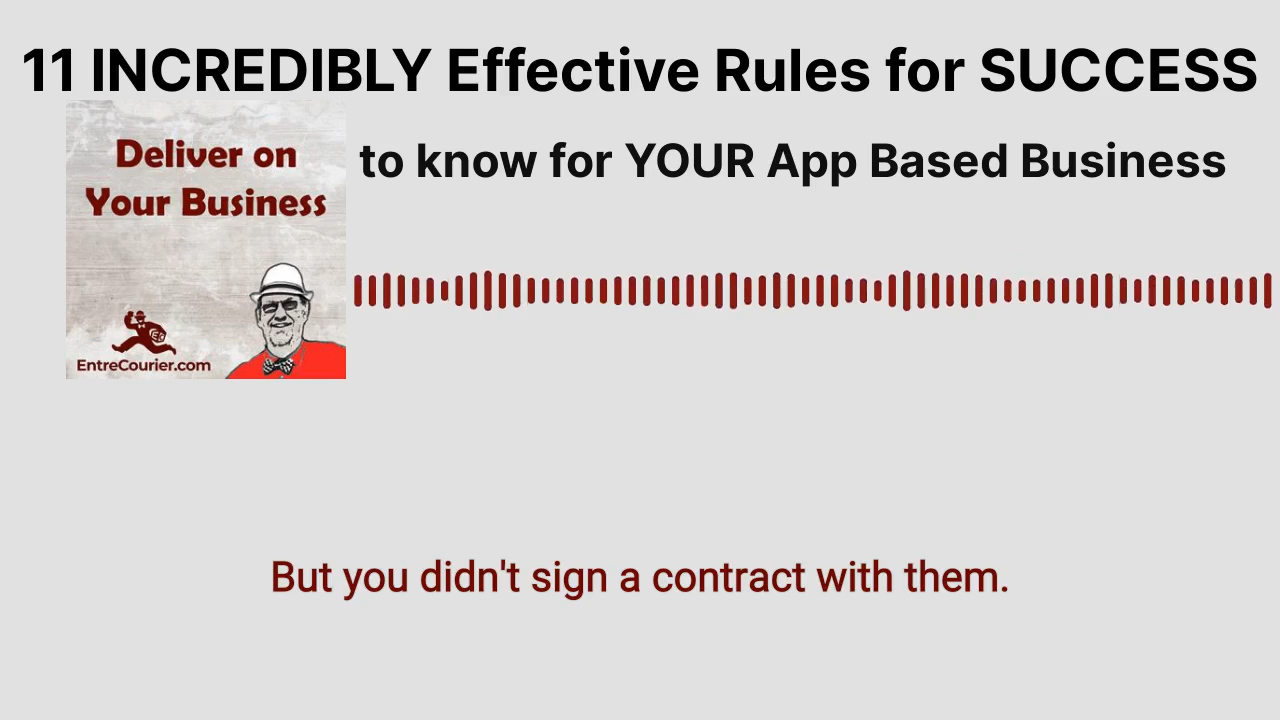 11 INCREDIBLY Effective Rules for SUCCESS
to know for YOUR App Based Business
Deliver on
Your Business
EntreCourier.com
But you didn't sign a contract with them.